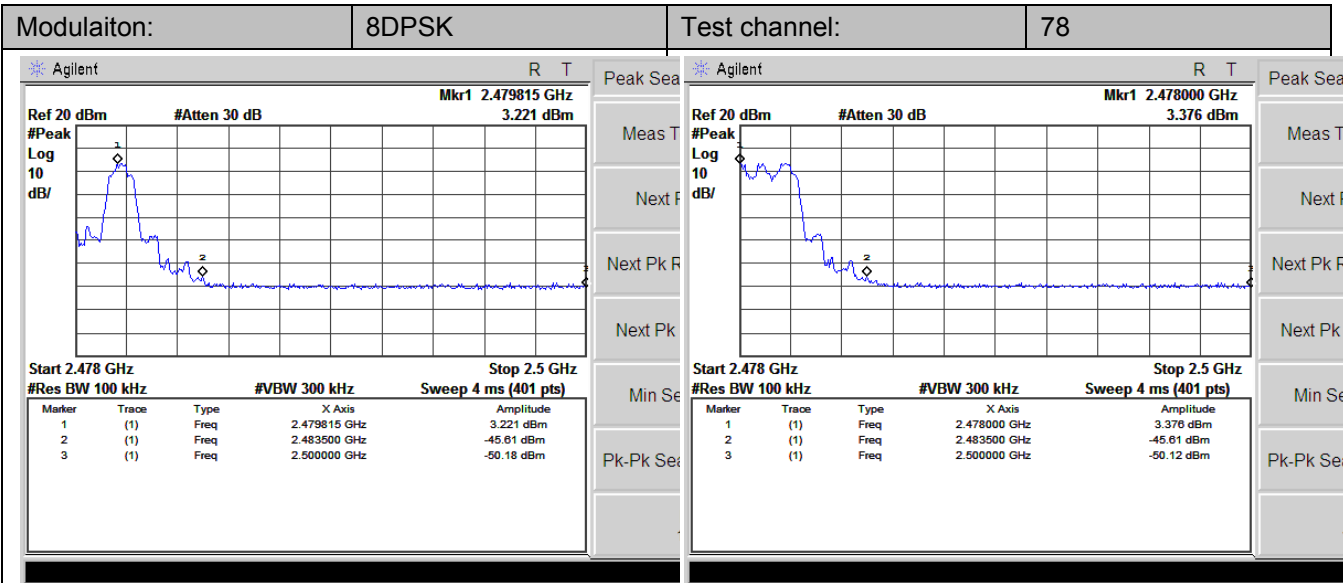 Modulaiton: 8DPSK Test channel: 78
Agilent R T
Mkr1 2.479815 GHz
Ref 20 dBm #Atten 30 dB 3.221 dBm
#Peak
Log
10
dB/
1
2
Start 2.478 GHz Stop 2.5 GHz
#Res BW 100 kHz #VBW 300 kHz Sweep 4 ms (401 pts)
Marker Trace Type X Axis Amplitude
1 (1) Freq 2.479815 GHz 3.221 dBm
2 (1) Freq 2.483500 GHz -45.61 dBm
3 (1) Freq 2.500000 GHz -50.18 dBm
Peak Sea
Meas T
Next
Next Pk R
Next Pk
Min Se
Pk-Pk Sea
Agilent R T
Mkr1 2.478000 GHz
Ref 20 dBm #Atten 30 dB 3.376 dBm
#Peak
Log
10
dB/
1
2
Start 2.478 GHz Stop 2.5 GHz
#Res BW 100 kHz #VBW 300 kHz Sweep 4 ms (401 pts)
Marker Trace Type X Axis Amplitude
1 (1) Freq 2.478000 GHz 3.376 dBm
2 (1) Freq 2.483500 GHz -45.61 dBm
3 (1) Freq 2.500000 GHz -50.12 dBm
Peak Sea
Meas T
Next
Next Pk R
Next Pk
Min Se
Pk-Pk Sea